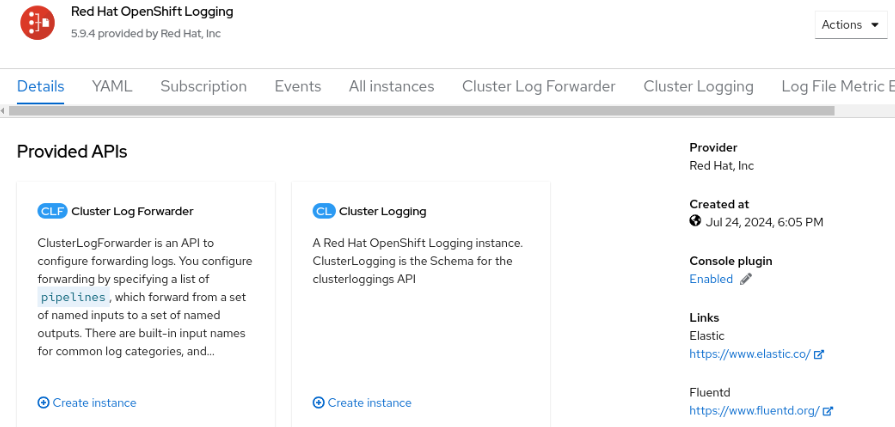 Red Hat OpenShift Logging
5.9.4 provided by Red Hat, Inc
Actions
Details YAML Subscription Events All instances Cluster Log Forwarder Cluster Logging Log File Metric E
Provided APIs
CLF Cluster Log Forwarder
ClusterLogForwarder is an API to
configure forwarding logs. You configure
forwarding by specifying a list of
pipelines, which forward from a set
of named inputs to a set of named
outputs. There are built-in input names
for common log categories, and...
Create instance
CL Cluster Logging
A Red Hat OpenShift Logging instance.
ClusterLogging is the Schema for the
clusterloggings API
Create instance
Provider
Red Hat, Inc
Created at
Jul 24, 2024, 6:05 PM
Console plugin
Enabled
Links
Elastic
https://www.elastic.co/
Fluentd
https://www.fluentd.org/